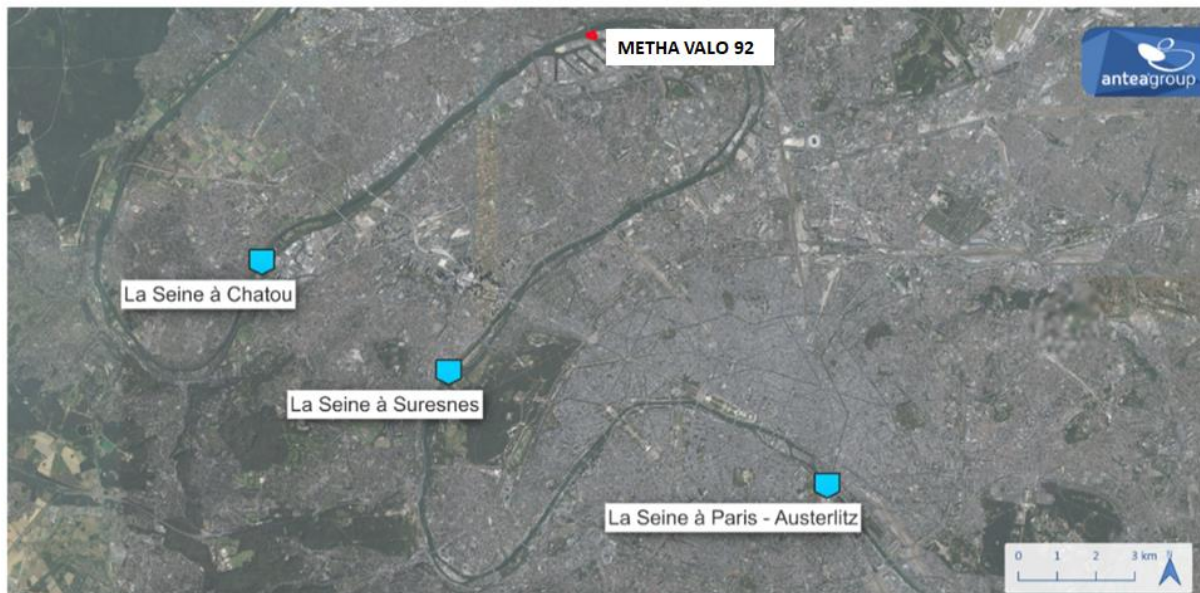 METHA VALO 92
anteagroup
La Seine à Chatou
La Seine à Suresnes
La Seine à Paris - Austerlitz
0 1 2 3 km N